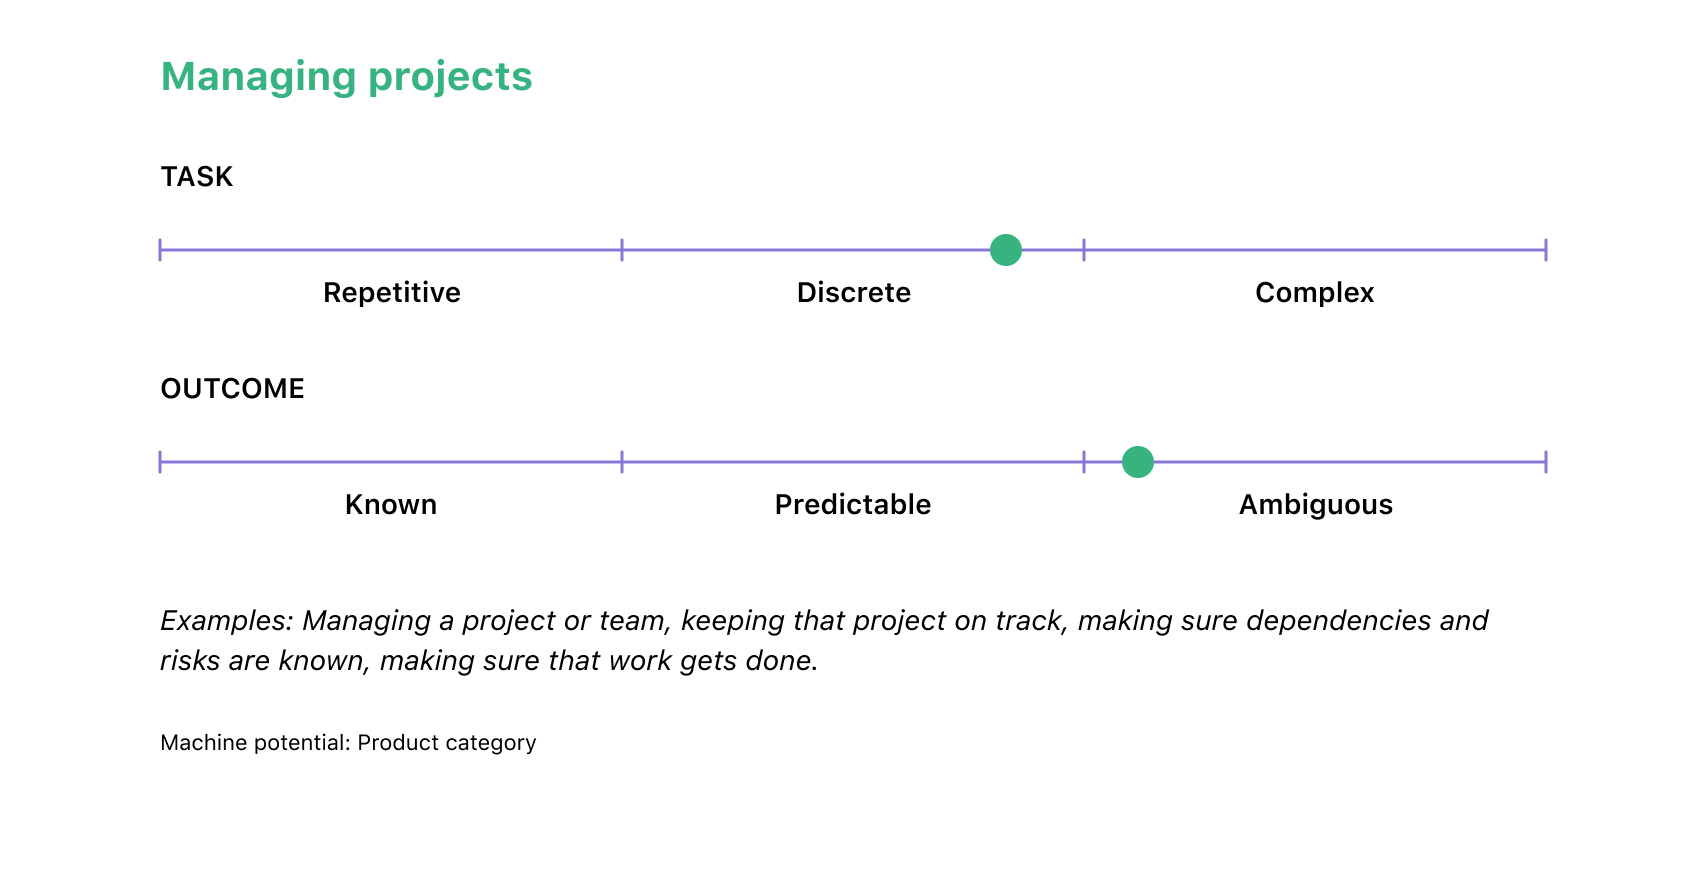 Managing projects
TASK
Repetitive
Discrete
Complex
OUTCOME
Known
Predictable
Ambiguous
Examples: Managing a project or team, keeping that project on track, making sure dependencies and
risks are known, making sure that work gets done.
Machine potential: Product category